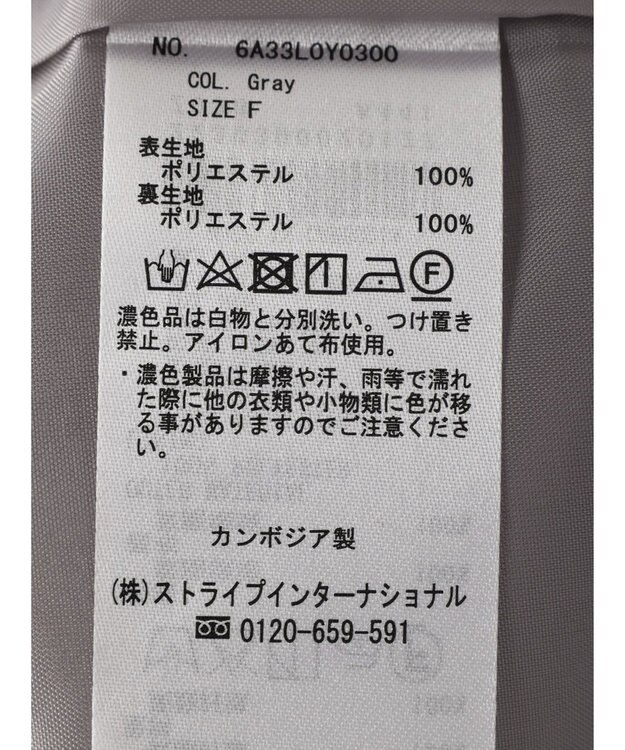 NO. 6A33L0Y0300
COL. Gray
SIZE F
表生地
ポリエステル 100%
裏生地
ポリエステル 100%
F
濃色品は白物と分別洗い。つけ置き
禁止。アイロンあて布使用。
・濃色製品は摩擦や汗、雨等で濡れ
た際に他の衣類や小物類に色が移
る事がありますのでご注意くださ
い。
カンボジア製
(株)ストライプインターナショナル
0120-659-591